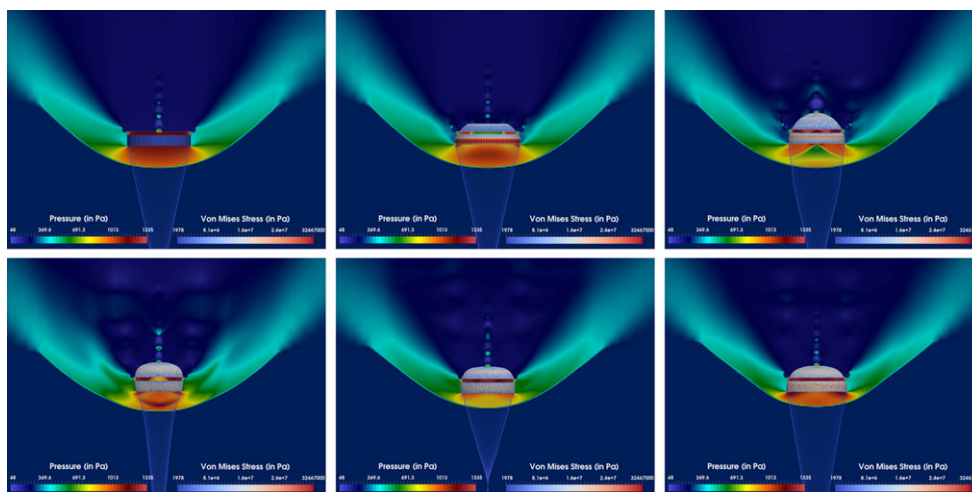 Pressure (in Pa) Von Mises Stress (in Pa)
48 369.6 691.3 1013 1335 1978 8.1e+6 1.6e+7 2.4e+7 32467000
Pressure (in Pa) Von Mises Stress (in Pa)
48 369.6 691.3 1013 1335 1978 8.1e+6 1.6e+7 2.4e+7 32467000
Pressure (in Pa) Von Mises Stress (in Pa)
48 369.6 691.3 1013 1335 1978 8.1e+6 1.6e+7 2.4e+7 32467000
Pressure (in Pa) Von Mises Stress (in Pa)
48 369.6 691.3 1013 1335 1978 8.1e+6 1.6e+7 2.4e+7 32467000
Pressure (in Pa) Von Mises Stress (in Pa)
48 369.6 691.3 1013 1335 1978 8.1e+6 1.6e+7 2.4e+7 32467000
Pressure (in Pa) Von Mises Stress (in Pa)
48 369.6 691.3 1013 1335 1978 8.1e+6 1.6e+7 2.4e+7 32467000